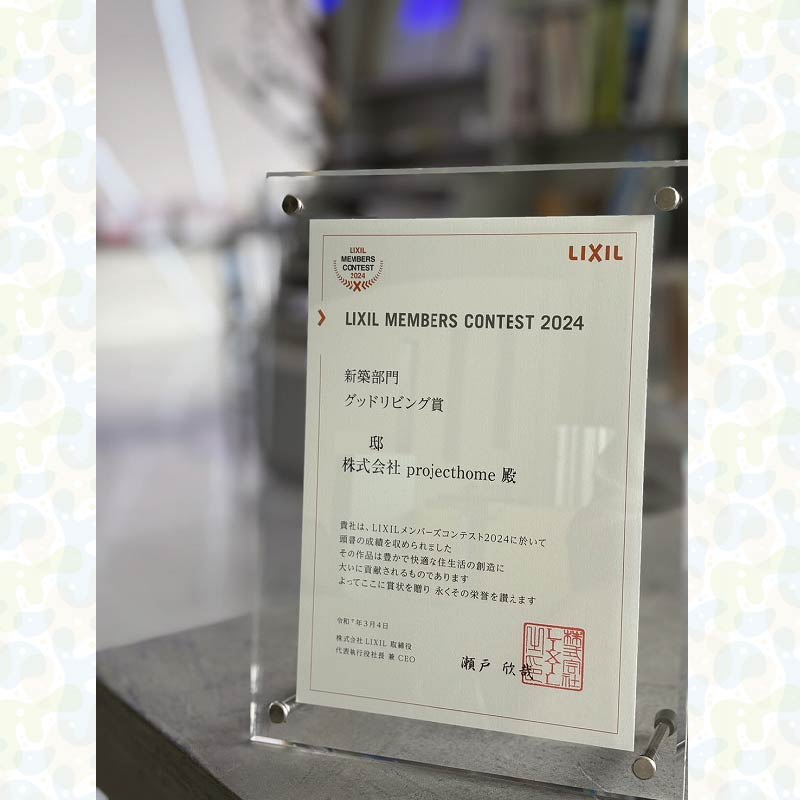 LIXIL
MEMBERS
CONTEST
2024
LIXIL
LIXIL MEMBERS CONTEST 2024
新築部門
グッドリビング賞
邸
株式会社 projecthome 殿
貴社は、LIXILメンバーズコンテスト2024に於いて
頭書の成績を収められました
その作品は豊かで快適な住生活の創造に
大いに貢献されるものであります
よってここに賞状を贈り 永くその栄誉を讃えます
令和7年3月4日
株式会社 LIXIL 取締役
代表執行役社長 兼 CEO
瀬戸 欣哉
株式会社